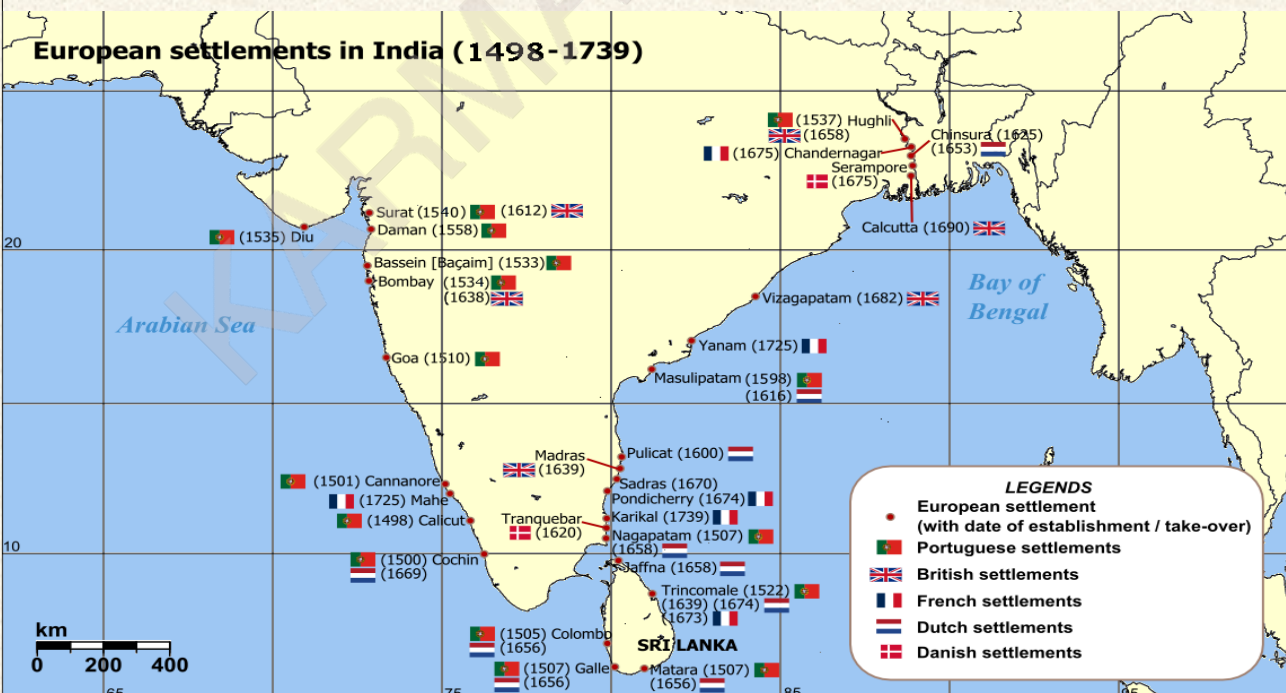 European settlements in India (1498-1739)
KARMA
(1537) Hughli
(1658)
Chinsura (1625)
(1653)
(1675) Chandernagar
Serampore
(1675)
Calcutta (1690)
Surat (1540)
(1612)
Daman (1558)
(1535) Diu
20
Bassein [Baçaim] (1533)
Bombay (1534)
(1638)
Arabian Sea
Bay of
Bengal
Vizagapatam (1682)
Goa (1510)
Yanam (1725)
Masulipatam (1598)
(1616)
Madras
(1639)
Pulicat (1600)
Sadras (1670)
(1501) Cannanore
(1725) Mahe
(1498) Calicut
Pondicherry (1674)
Karikal (1739)
Tranquebar
(1620)
Nagapatam (1507)
(1658)
10
(1500) Cochin
(1669)
Jaffna (1658)
Trincomale (1522)
(1639) (1674)
(1673)
(1505) Colombo
(1656)
SRI LANKA
(1507) Galle
(1656)
Matara (1507)
(1656)
km
0 200 400
65
75
85
95
LEGENDS
European settlement
(with date of establishment / take-over)
Portuguese settlements
British settlements
French settlements
Dutch settlements
Danish settlements